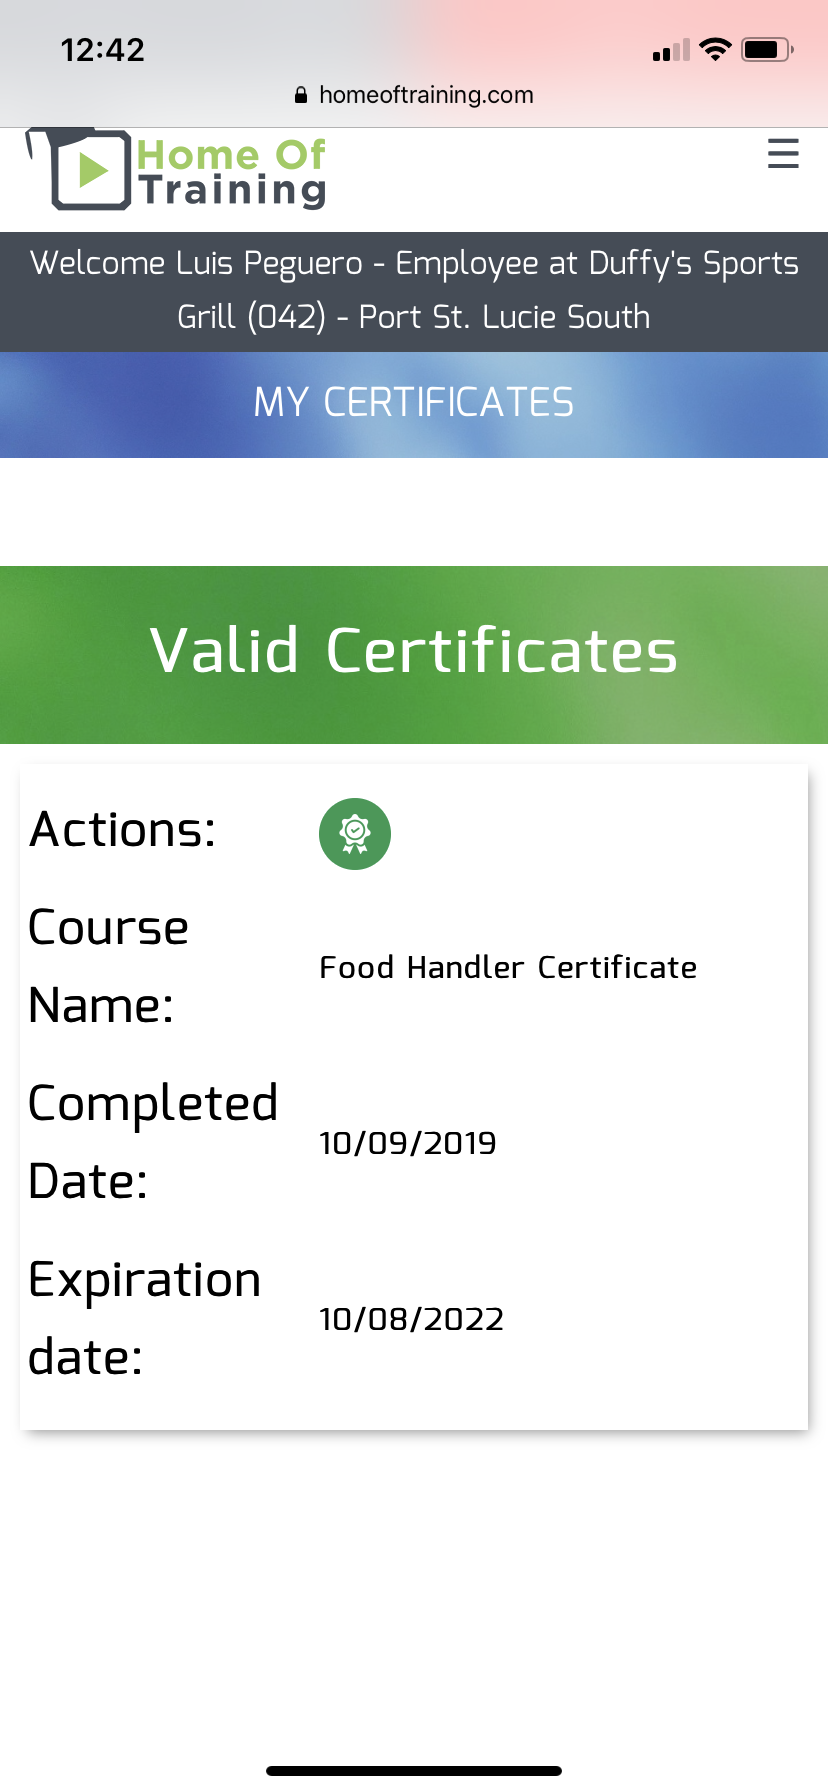 12:42
homeoftraining.com
Home Of
Training
Welcome Luis Peguero - Employee at Duffy's Sports
Grill (042) - Port St. Lucie South
MY CERTIFICATES
Valid Certificates
Actions:
Course
Name:
Food Handler Certificate
Completed
Date:
10/09/2019
Expiration
date:
10/08/2022